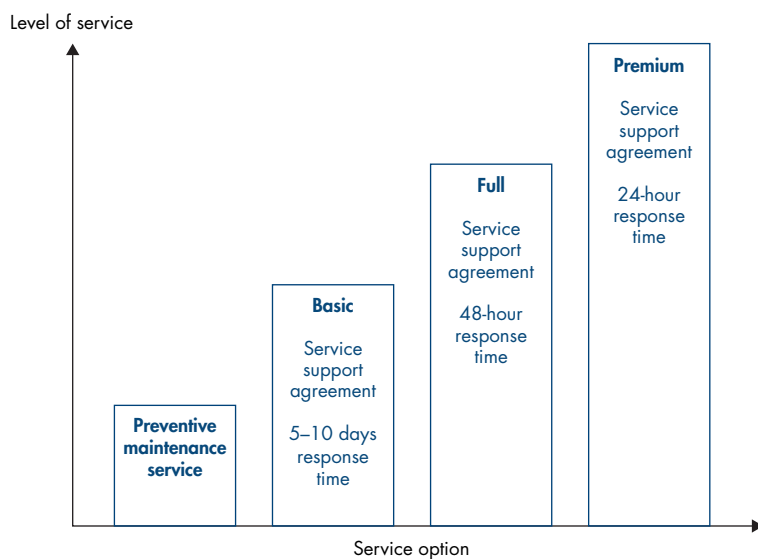 Level of service
Preventive
maintenance
service
Basic
Service
support
agreement
5–10 days
response
time
Full
Service
support
agreement
48-hour
response
time
Premium
Service
support
agreement
24-hour
response
time
Service option